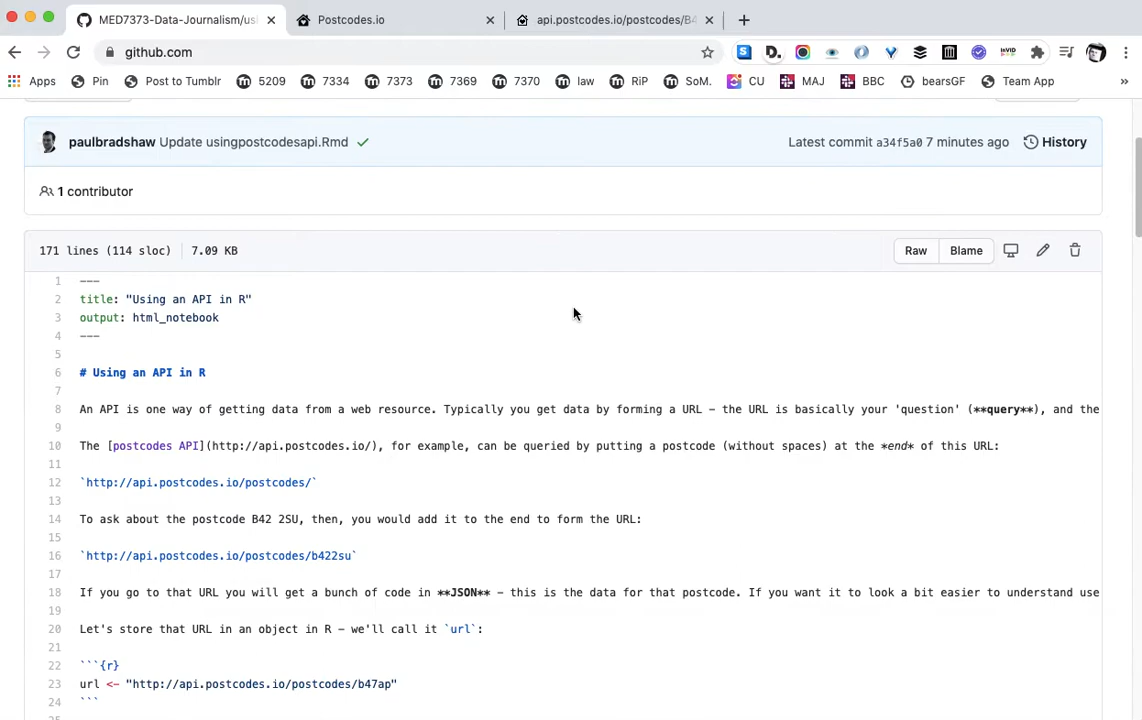 MED7373-Data-Journalism/usi
Postcodes.io
api.postcodes.io/postcodes/B4
github.com
Apps Pin Post to Tumblr 5209 7334 7373 7369 7370 law RiP SoM. CU MAJ BBC bearsGF Team App »
paulbradshaw Update usingpostcodesapi.Rmd
Latest commit a34f5a0 7 minutes ago History
1 contributor
171 lines (114 sloc) 7.09 KB
Raw Blame
1 ---
2 title: "Using an API in R"
3 output: html_notebook
4 ---
5
6 # Using an API in R
7
8 An API is one way of getting data from a web resource. Typically you get data by forming a URL - the URL is basically your 'question' (**query**), and the
9
10 The [postcodes API](http://api.postcodes.io/), for example, can be queried by putting a postcode (without spaces) at the *end* of this URL:
11
12 `http://api.postcodes.io/postcodes/`
13
14 To ask about the postcode B42 2SU, then, you would add it to the end to form the URL:
15
16 `http://api.postcodes.io/postcodes/b422su`
17
18 If you go to that URL you will get a bunch of code in **JSON** - this is the data for that postcode. If you want it to look a bit easier to understand use
19
20 Let's store that URL in an object in R - we'll call it `url`:
21
22 ```{r}
23 url <- "http://api.postcodes.io/postcodes/b47ap"
24 ```